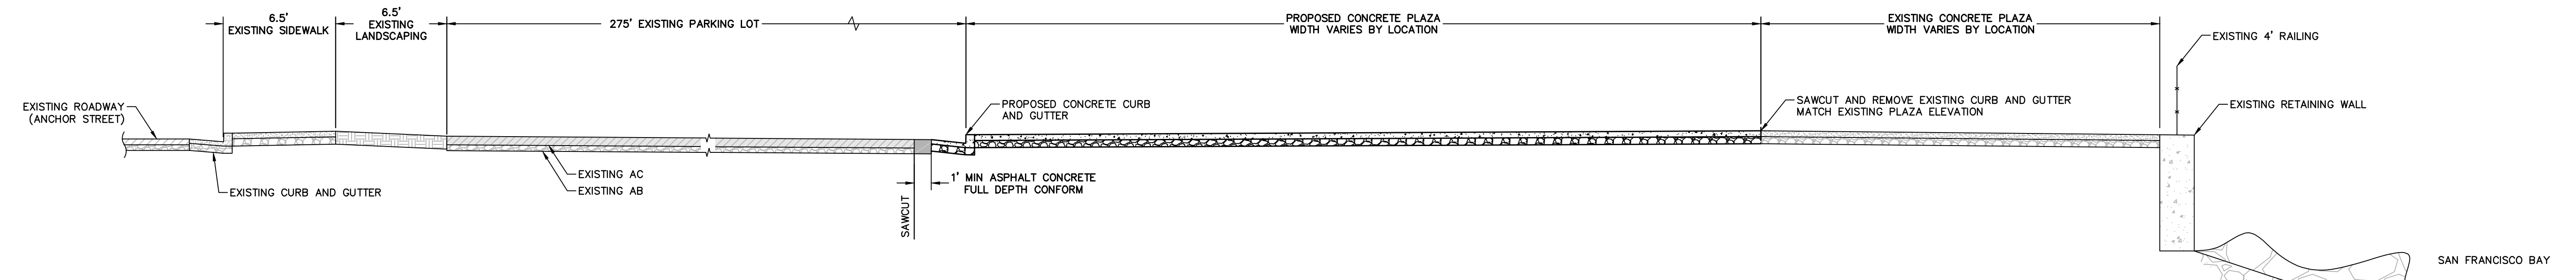 6.5'
EXISTING SIDEWALK
6.5'
EXISTING
LANDSCAPING
275' EXISTING PARKING LOT
PROPOSED CONCRETE PLAZA
WIDTH VARIES BY LOCATION
EXISTING CONCRETE PLAZA
WIDTH VARIES BY LOCATION
EXISTING 4' RAILING
EXISTING ROADWAY
(ANCHOR STREET)
PROPOSED CONCRETE CURB
AND GUTTER
SAWCUT AND REMOVE EXISTING CURB AND GUTTER
MATCH EXISTING PLAZA ELEVATION
EXISTING RETAINING WALL
EXISTING CURB AND GUTTER
EXISTING AC
EXISTING AB
SAWCUT
1' MIN ASPHALT CONCRETE
FULL DEPTH CONFORM
SAN FRANCISCO BAY